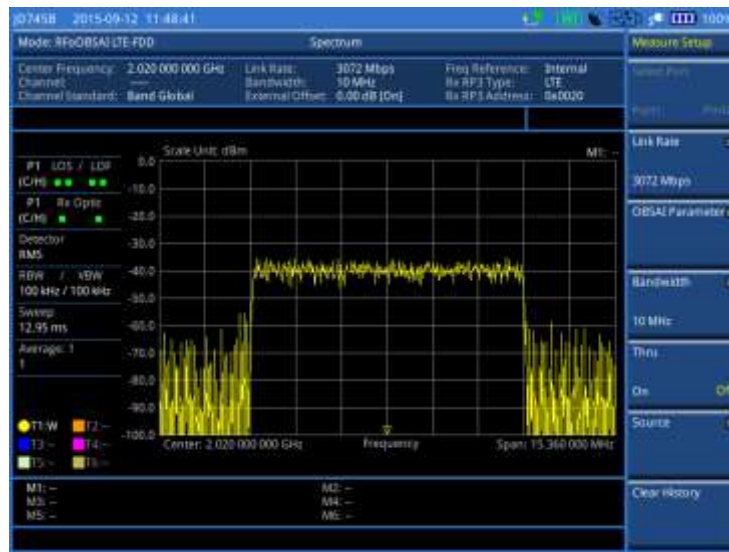 JD745B 2015-09-12 11:48:41
100%
Mode: RFoOBSAI LTE-FDD
Spectrum
Measure Setup
Center Frequency: 2.020 000 000 GHz
Link Rate: 3072 Mbps
Freq Reference: Internal
Channel: --
Bandwidth: 10 MHz
Rx RP3 Type: LTE
Channel Standard: Band Global
External Offset: 0.00 dB [On]
Rx RP3 Address: 0x0020
Select Port
Scale Unit: dBm
M1: --
P1 LOS / LOF
(C/H)
P1 Rx Optic
(C/H)
Detector
RMS
RBW / VBW
100 kHz / 100 kHz
Sweep
12.95 ms
Average: 1
1
0.0
-10.0
-20.0
-30.0
-40.0
-50.0
-60.0
-70.0
-80.0
-90.0
-100.0
Center: 2.020 000 000 GHz
Frequency
Span: 15.360 000 MHz
T1:W T2:--
T3:-- T4:--
T5:-- T6:--
M1: --
M2: --
M3: --
M4: --
M5: --
M6: --
Link Rate
3072 Mbps
OBSAI Parameter
Bandwidth
10 MHz
Thru
On Off
Source
Clear History